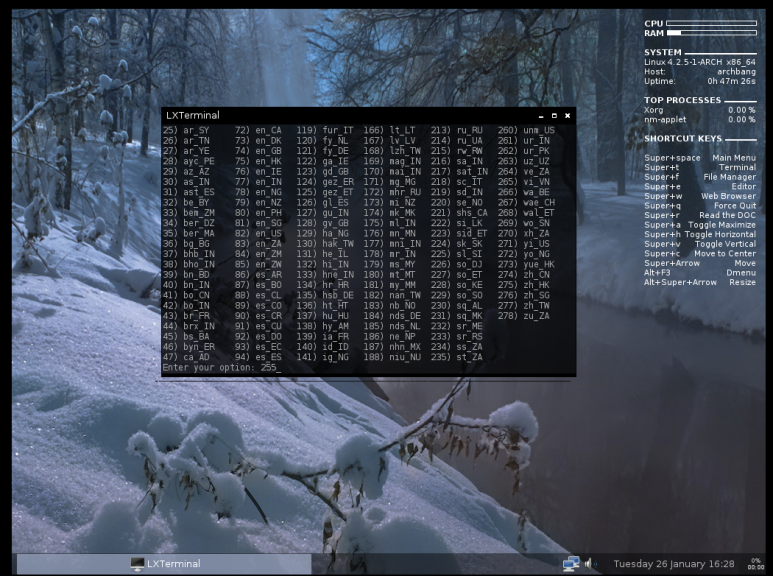 CPU
RAM
SYSTEM
Linux 4.2.5-1-ARCH x86_64
Host: archbang
Uptime: 0h 47m 26s
TOP PROCESSES
Xorg 0.00 %
nm-applet 0.00 %
SHORTCUT KEYS
Super+space Main Menu
Super+t Terminal
Super+f File Manager
Super+e Editor
Super+w Web Browser
Super+q Force Quit
Super+r Read the DOC
Super+a Toggle Maximize
Super+h Toggle Horizontal
Super+v Toggle Vertical
Super+c Move to Center
Super+Arrow Move
Alt+F3 Dmenu
Alt+Super+Arrow Resize
LXTerminal
25) ar_SY 72) en_CA 119) fur_IT 166) lt_LT 213) ru_RU 260) unm_US
26) ar_TN 73) en_DK 120) fy_NL 167) lv_LV 214) ru_UA 261) ur_IN
27) ar_YE 74) en_GB 121) fy_DE 168) lzh_TW 215) rw_RW 262) ur_PK
28) ayc_PE 75) en_HK 122) ga_IE 169) mag_IN 216) sa_IN 263) uz_UZ
29) az_AZ 76) en_IE 123) gd_GB 170) mai_IN 217) sat_IN 264) ve_ZA
30) as_IN 77) en_IN 124) gez_ER 171) mg_MG 218) sc_IT 265) vi_VN
31) ast_ES 78) en_NG 125) gez_ET 172) mhr_RU 219) sd_IN 266) wa_BE
32) be_BY 79) en_NZ 126) gl_ES 173) mi_NZ 220) se_NO 267) wae_CH
33) bem_ZM 80) en_PH 127) gu_IN 174) mk_MK 221) shs_CA 268) wal_ET
34) ber_DZ 81) en_SG 128) gv_GB 175) ml_IN 222) si_LK 269) wo_SN
35) ber_MA 82) en_US 129) ha_NG 176) mn_MN 223) sid_ET 270) xh_ZA
36) bg_BG 83) en_ZA 130) hak_TW 177) mni_IN 224) sk_SK 271) yi_US
37) bhb_IN 84) en_ZM 131) he_IL 178) mr_IN 225) sl_SI 272) yo_NG
38) bho_IN 85) en_ZW 132) hi_IN 179) ms_MY 226) so_DJ 273) yue_HK
39) bn_BD 86) es_AR 133) hne_IN 180) mt_MT 227) so_ET 274) zh_CN
40) bn_IN 87) es_BO 134) hr_HR 181) my_MM 228) so_KE 275) zh_HK
41) bo_CN 88) es_CL 135) hsb_DE 182) nan_TW 229) so_SO 276) zh_SG
42) bo_IN 89) es_CO 136) ht_HT 183) nb_NO 230) sq_AL 277) zh_TW
43) br_FR 90) es_CR 137) hu_HU 184) nds_DE 231) sq_MK 278) zu_ZA
44) brx_IN 91) es_CU 138) hy_AM 185) nds_NL 232) sr_ME
45) bs_BA 92) es_DO 139) ia_FR 186) ne_NP 233) sr_RS
46) byn_ER 93) es_EC 140) id_ID 187) nhn_MX 234) ss_ZA
47) ca_AD 94) es_ES 141) ig_NG 188) niu_NU 235) st_ZA
Enter your option: 255_
LXTerminal
Tuesday 26 January 16:28
0%
00:00